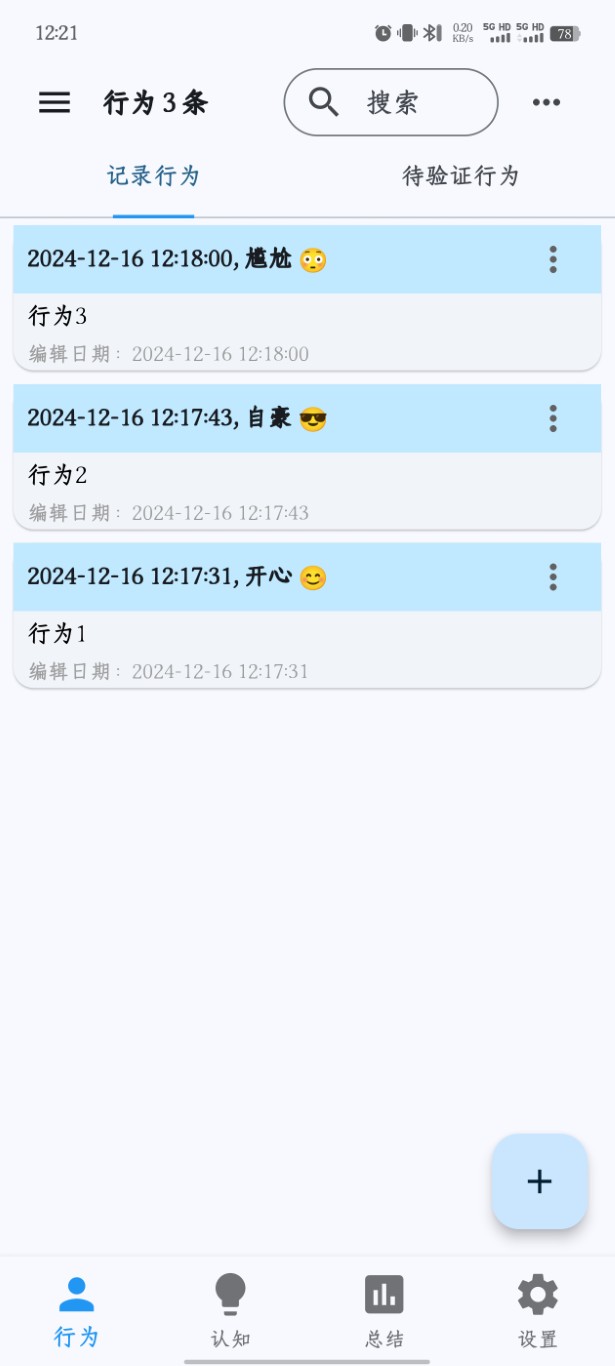 12:21
0.20 KB/s 5G HD 5G HD 78
行为 3 条
搜索
记录行为 待验证行为
2024-12-16 12:18:00, 尴尬 😳
行为3
编辑日期：2024-12-16 12:18:00
2024-12-16 12:17:43, 自豪 😎
行为2
编辑日期：2024-12-16 12:17:43
2024-12-16 12:17:31, 开心 😊
行为1
编辑日期：2024-12-16 12:17:31
行为 认知 总结 设置